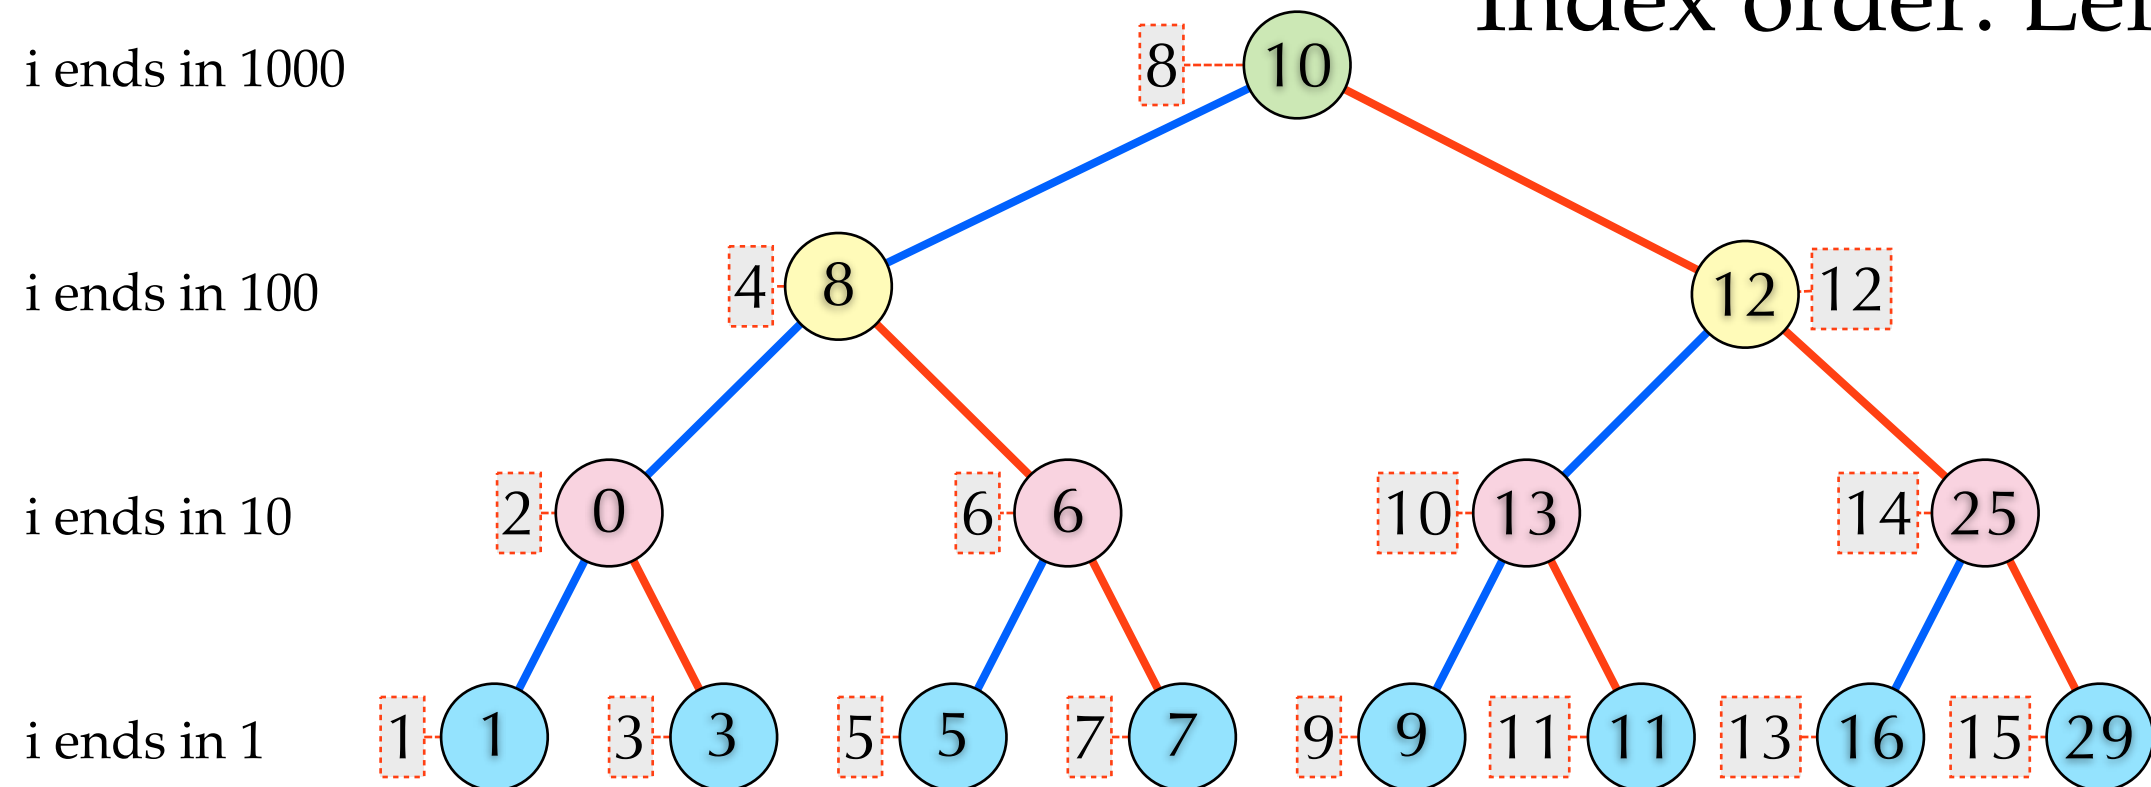 index order. Lef
i ends in 1000 8 10
i ends in 100 4 8 12 12
i ends in 10 2 0 6 6 10 13 14 25
i ends in 1 1 1 3 3 5 5 7 7 9 9 11 11 13 16 15 29